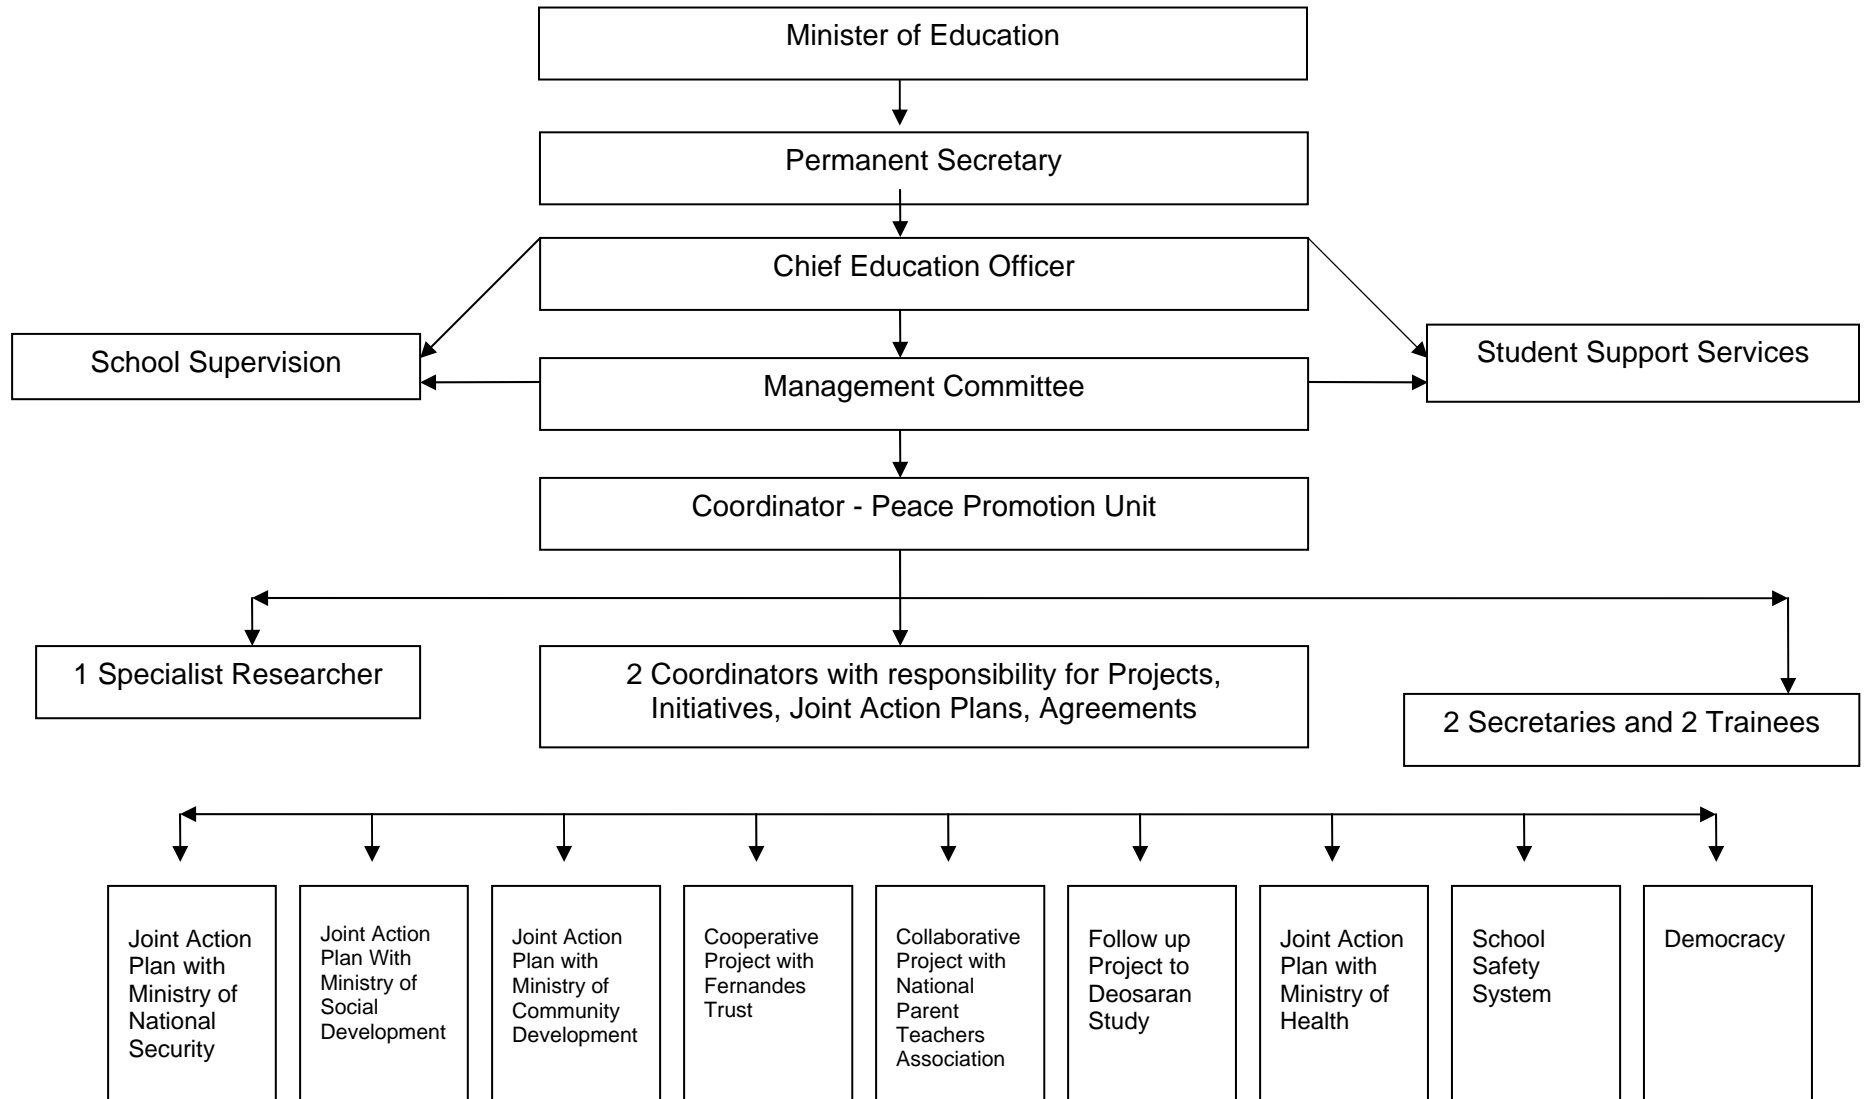 Minister of Education
Permanent Secretary
Chief Education Officer
School Supervision
Student Support Services
Management Committee
Coordinator - Peace Promotion Unit
1 Specialist Researcher
2 Coordinators with responsibility for Projects,
Initiatives, Joint Action Plans, Agreements
2 Secretaries and 2 Trainees
Joint Action
Plan with
Ministry of
National
Security
Joint Action
Plan With
Ministry of
Social
Development
Joint Action
Plan with
Ministry of
Community
Development
Cooperative
Project with
Fernandes
Trust
Collaborative
Project with
National
Parent
Teachers
Association
Follow up
Project to
Deosaran
Study
Joint Action
Plan with
Ministry of
Health
School
Safety
System
Democracy